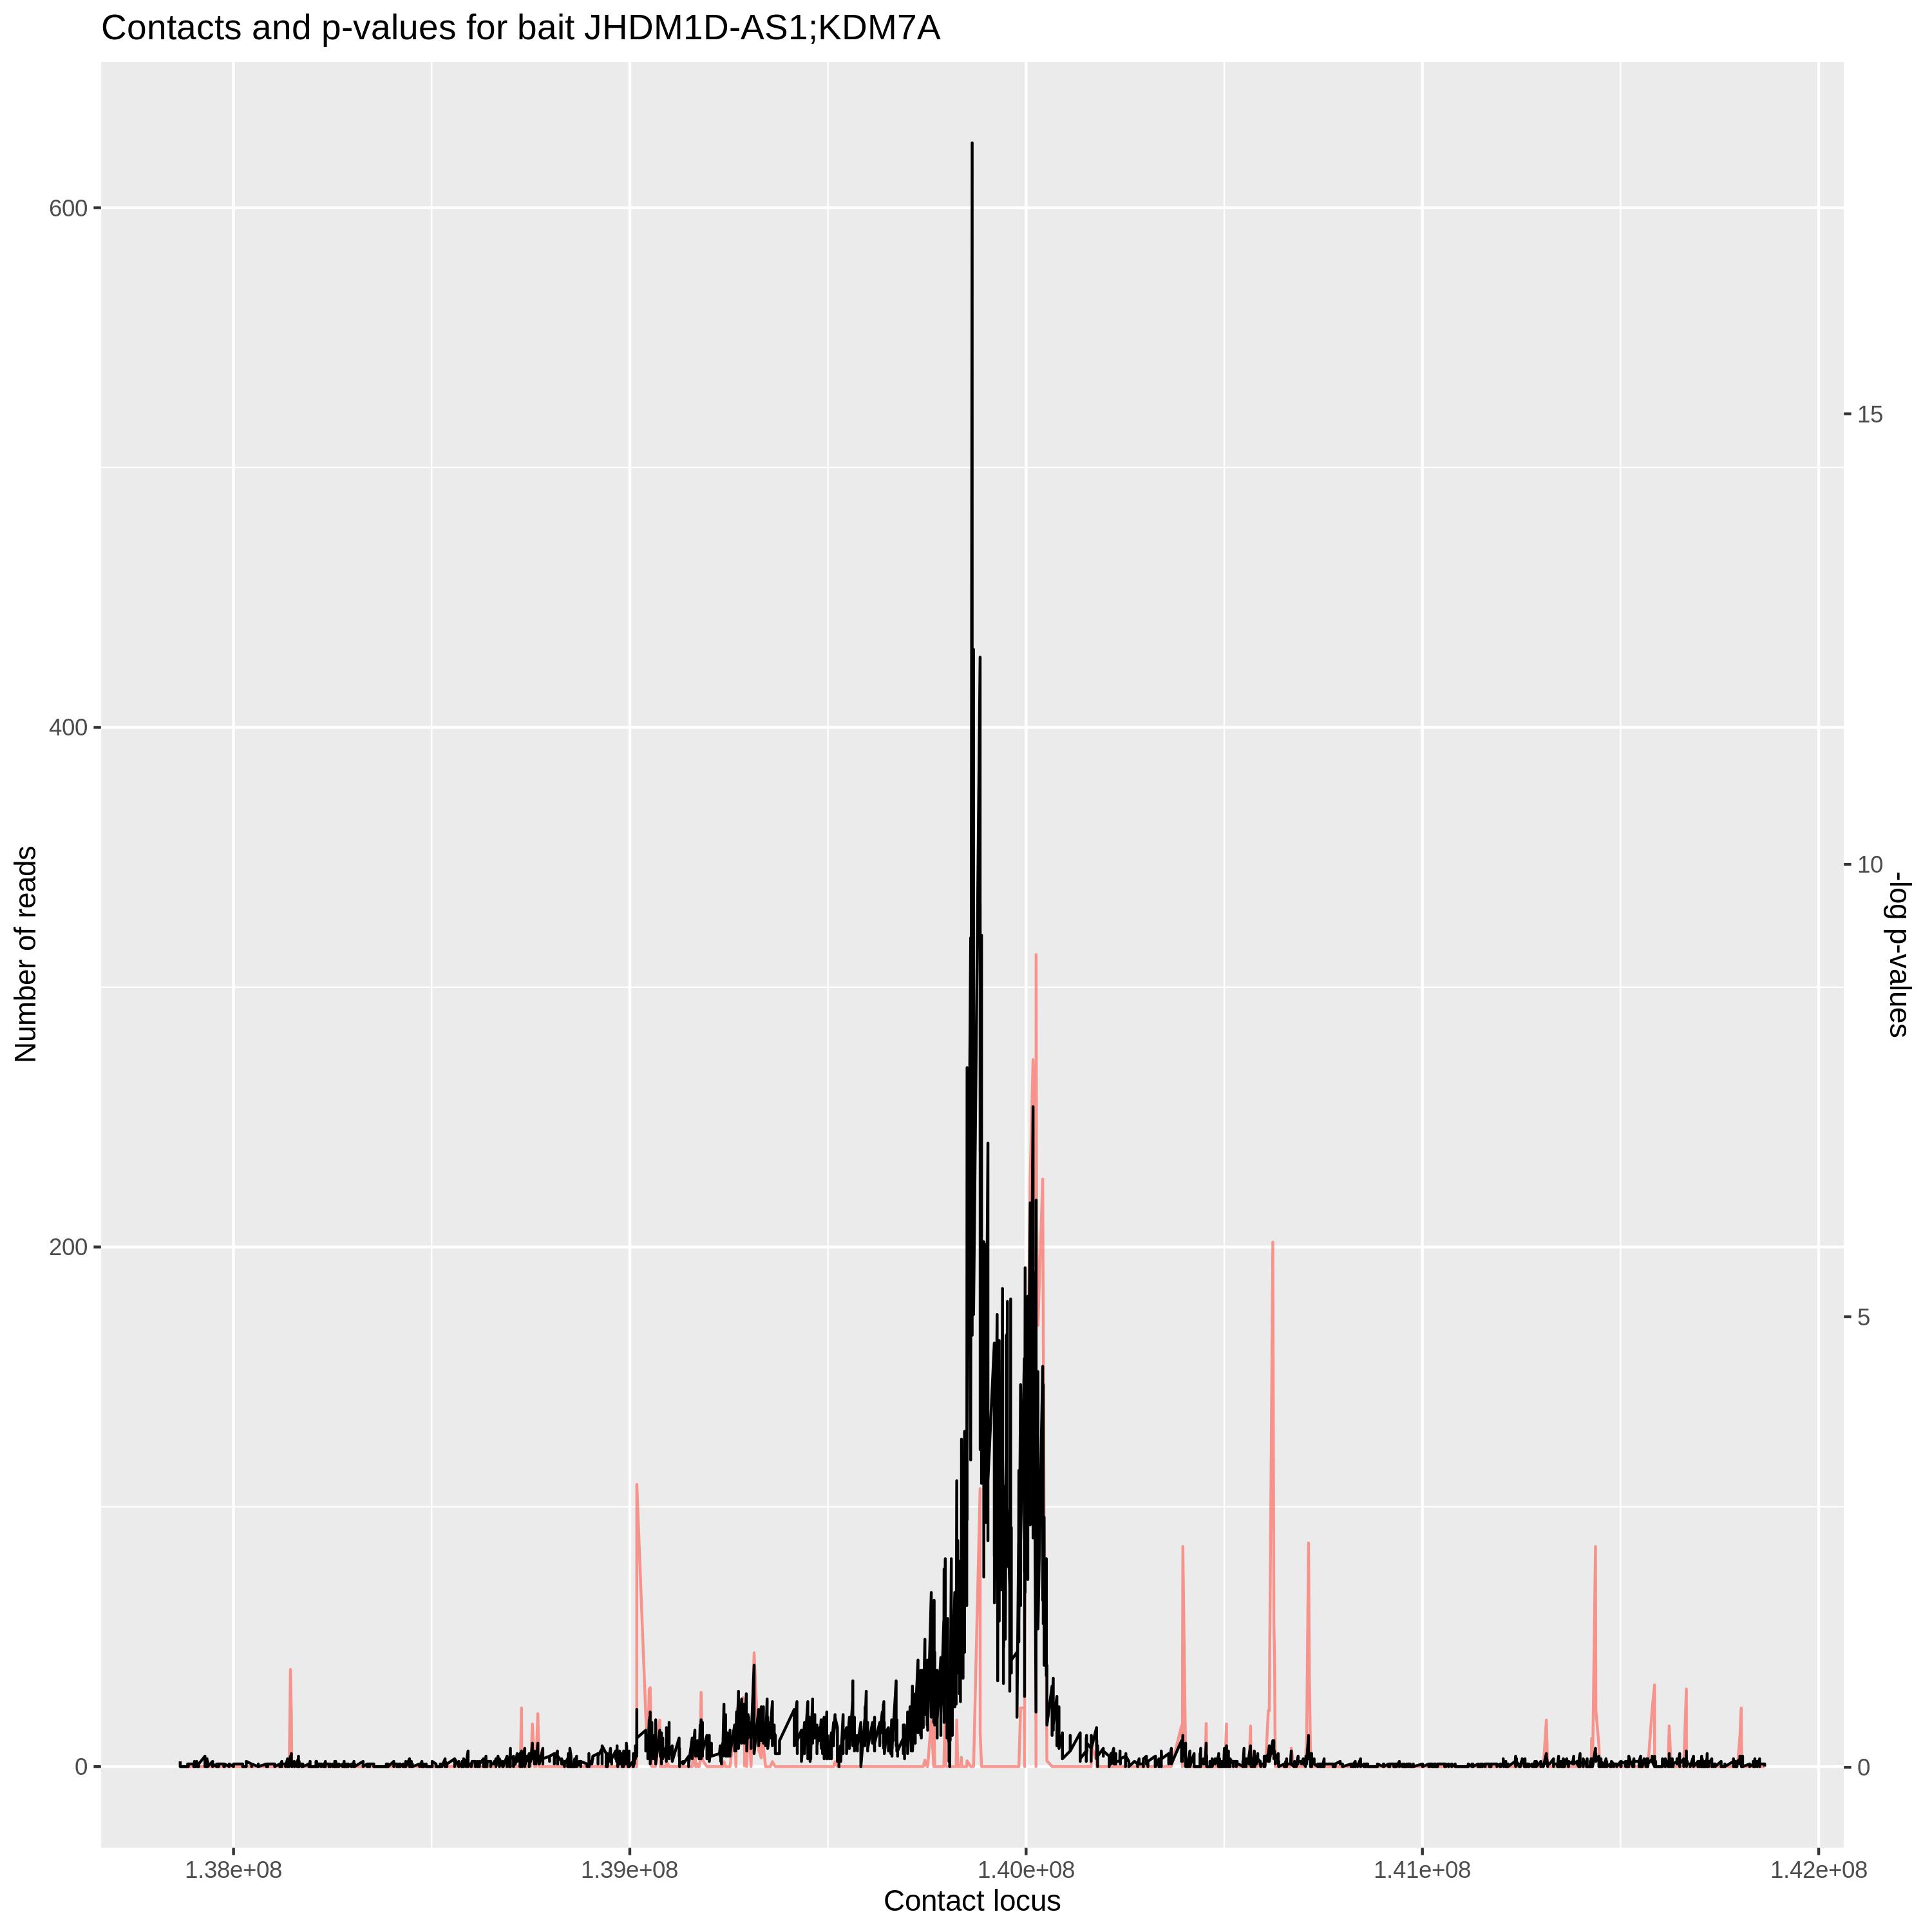 Contacts and p-values for bait JHDM1D-AS1;KDM7A
600
400
200
0
Number of reads
15
10
5
0
-log p-values
1.38e+08
1.39e+08
1.40e+08
1.41e+08
1.42e+08
Contact locus